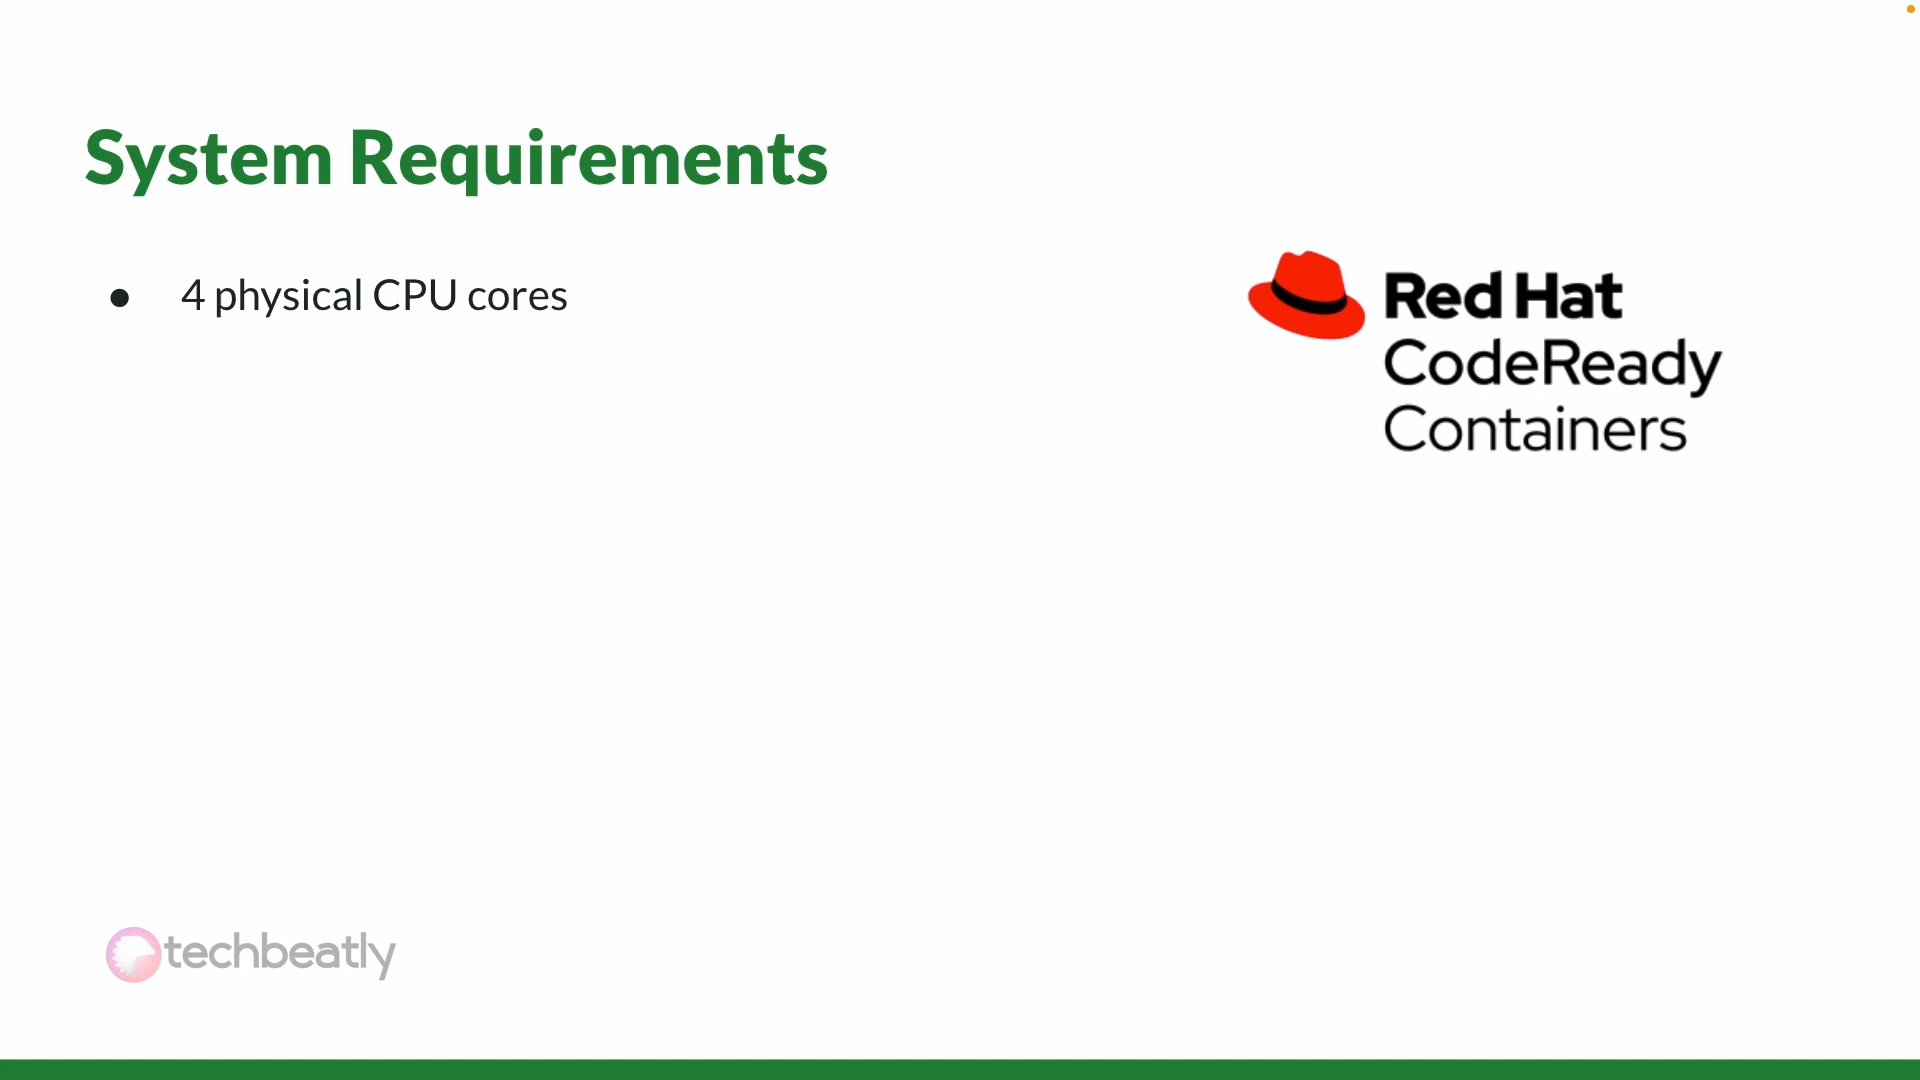 System Requirements
● 4 physical CPU cores
Red Hat
CodeReady
Containers
techbeatly